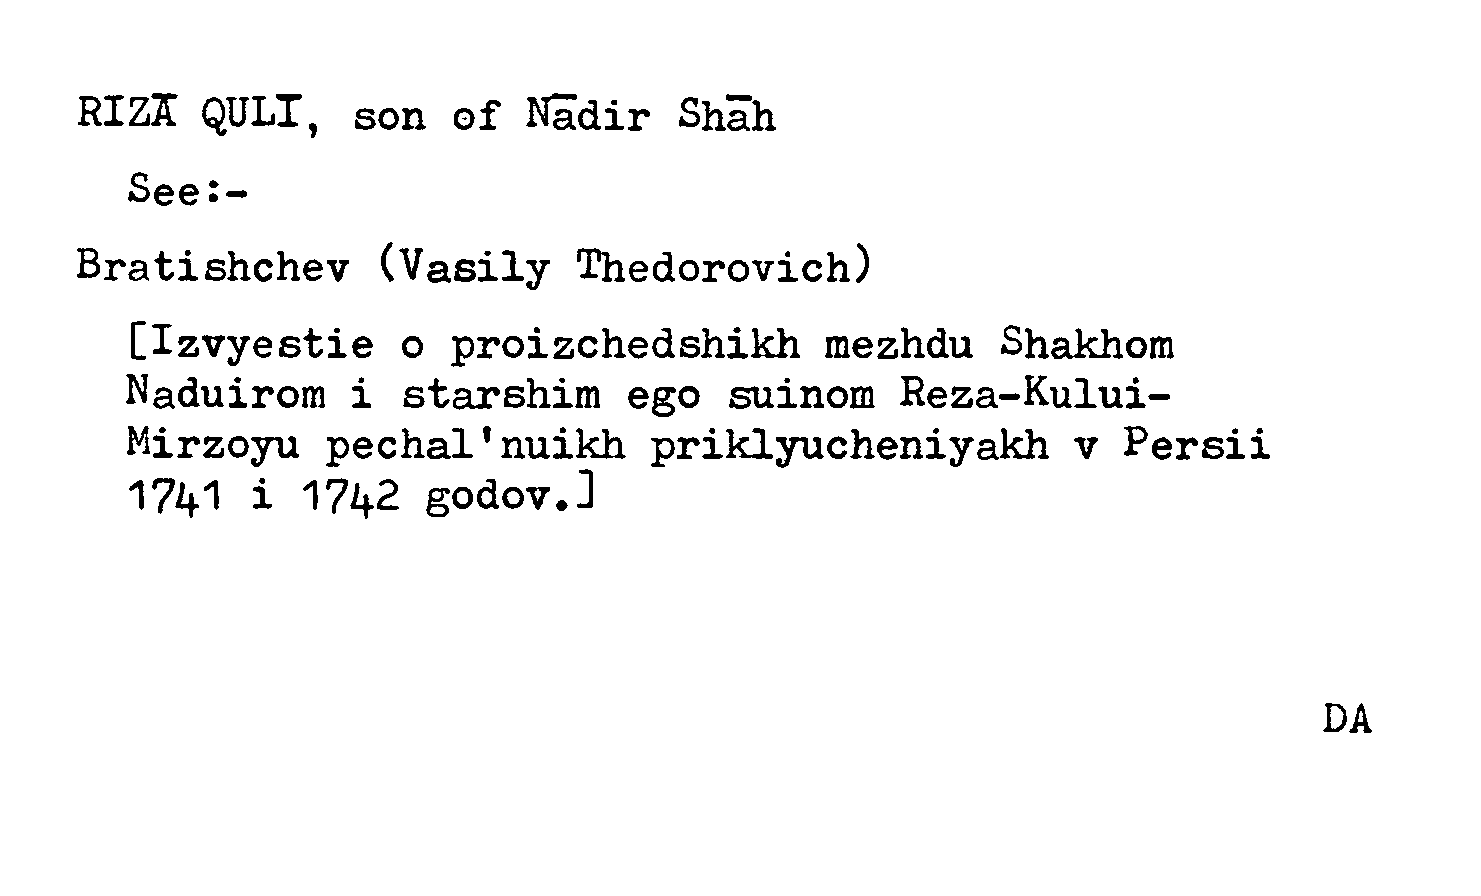 RIZĀ QULĪ, son of Nādir Shāh
See:-
Bratishchev (Vasily Thedorovich)
[Izvyestie o proizchedshikh mezhdu Shakhom
Naduirom i starshim ego suinom Reza-Kului-
Mirzoyu pechal'nuikh priklyucheniyakh v Persii
1741 i 1742 godov.]
DA